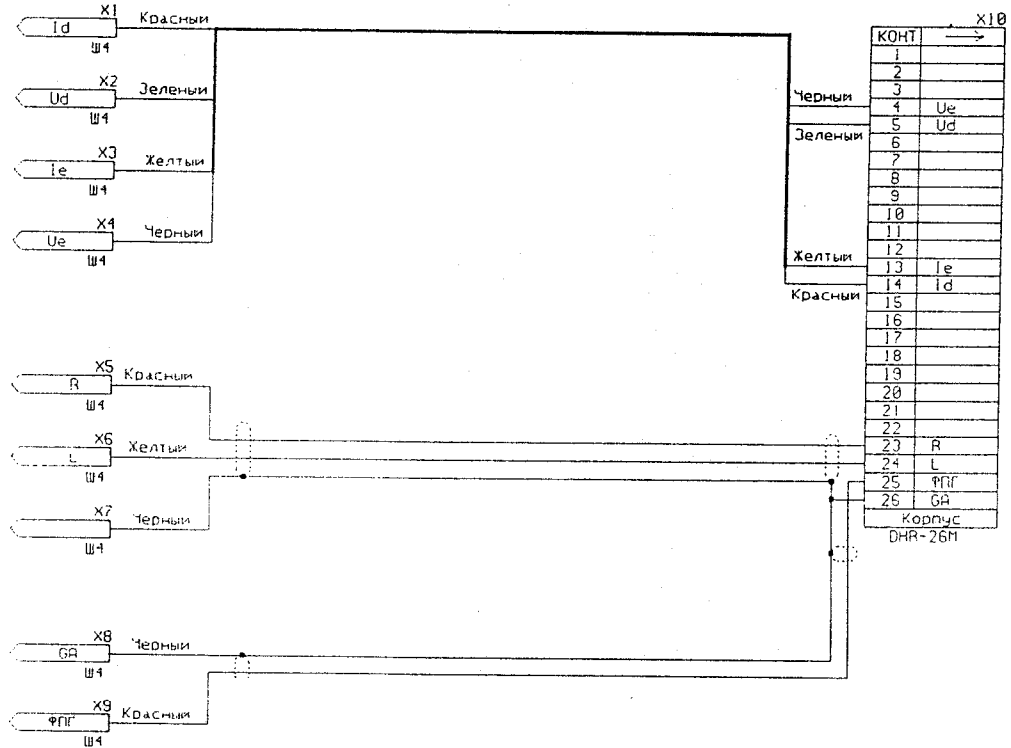 X1 Красный
Id
Ш4
X2 Зеленый
Ud
Ш4
X3 Желтый
Ie
Ш4
X4 Черный
Ue
Ш4
X5 Красный
R
Ш4
X6 Желтый
L
Ш4
X7 Черный
Ш4
X8 Черный
GA
Ш4
X9 Красный
ФПГ
Ш4
Черный
Зеленый
Желтый
Красный
X10
КОНТ
1
2
3
4 Ue
5 Ud
6
7
8
9
10
11
12
13 Ie
14 Id
15
16
17
18
19
20
21
22
23 R
24 L
25 ФПГ
26 GA
Корпус
DHR-26M